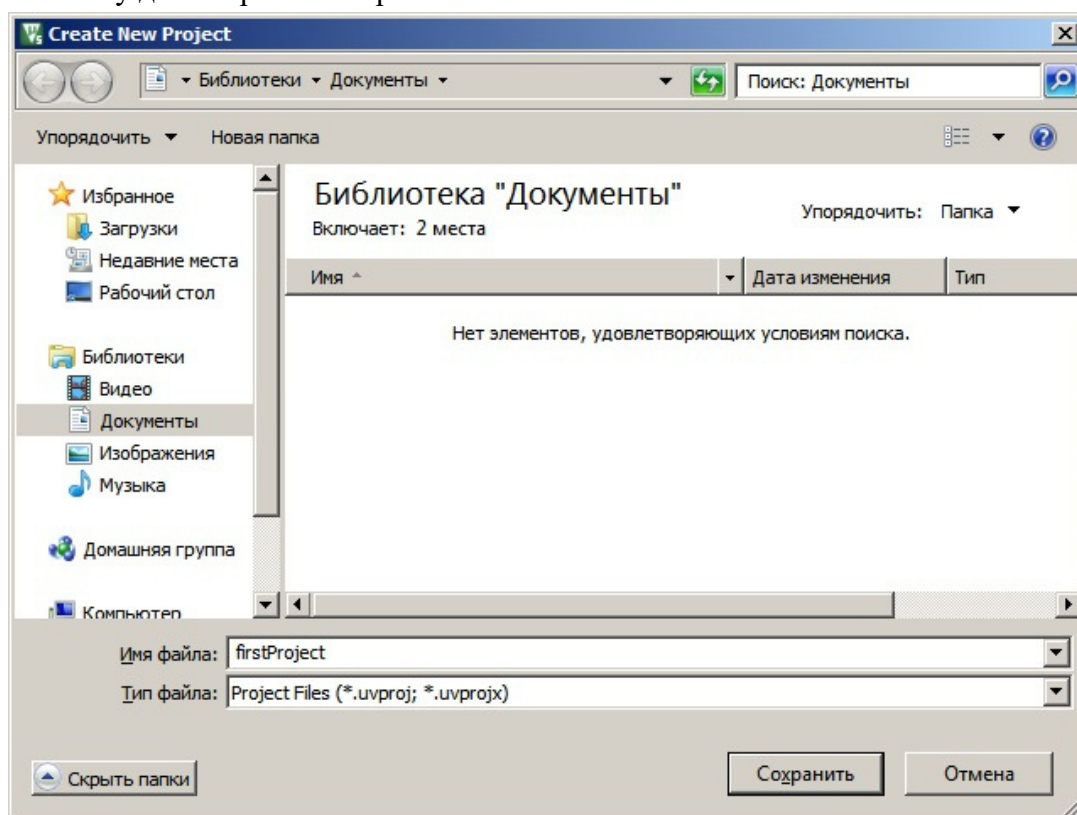 Create New Project
Библиотеки Документы
Поиск: Документы
Упорядочить Новая папка
Избранное
Загрузки
Недавние места
Рабочий стол
Библиотеки
Видео
Документы
Изображения
Музыка
Домашняя группа
Компьютер
Библиотека "Документы"
Включает: 2 места
Упорядочить: Папка
Имя Дата изменения Тип
Нет элементов, удовлетворяющих условиям поиска.
Имя файла: firstProject
Тип файла: Project Files (*.uvproj; *.uvprojx)
Скрыть папки
Сохранить
Отмена